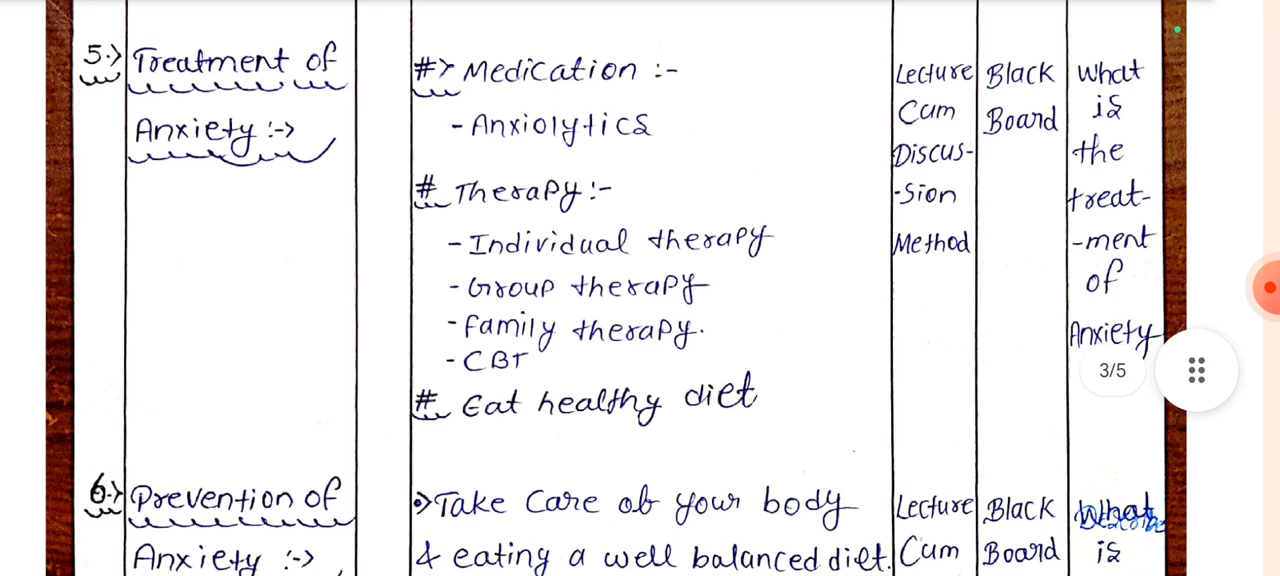 5.> Treatment of
Anxiety :->
#> Medication :-
- Anxiolytics
# Therapy :-
- Individual therapy
- Group therapy
- family therapy.
- CBT
# Eat healthy diet
Lecture
Cum
Discus-
-Sion
Method
Black
Board
What
is
the
treat-
-ment
of
Anxiety
3/5
6.> Prevention of
Anxiety :->
•> Take care of your body
& eating a well balanced diet.
Lecture
Cum
Black
Board
What
is